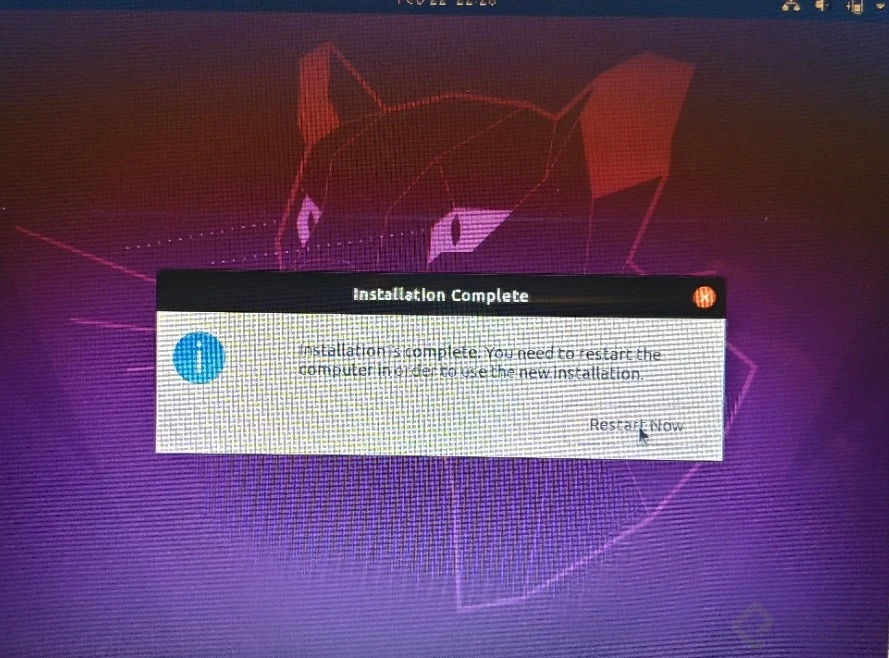 Installation Complete
Installation is complete. You need to restart the
computer in order to use the new installation.
Restart Now